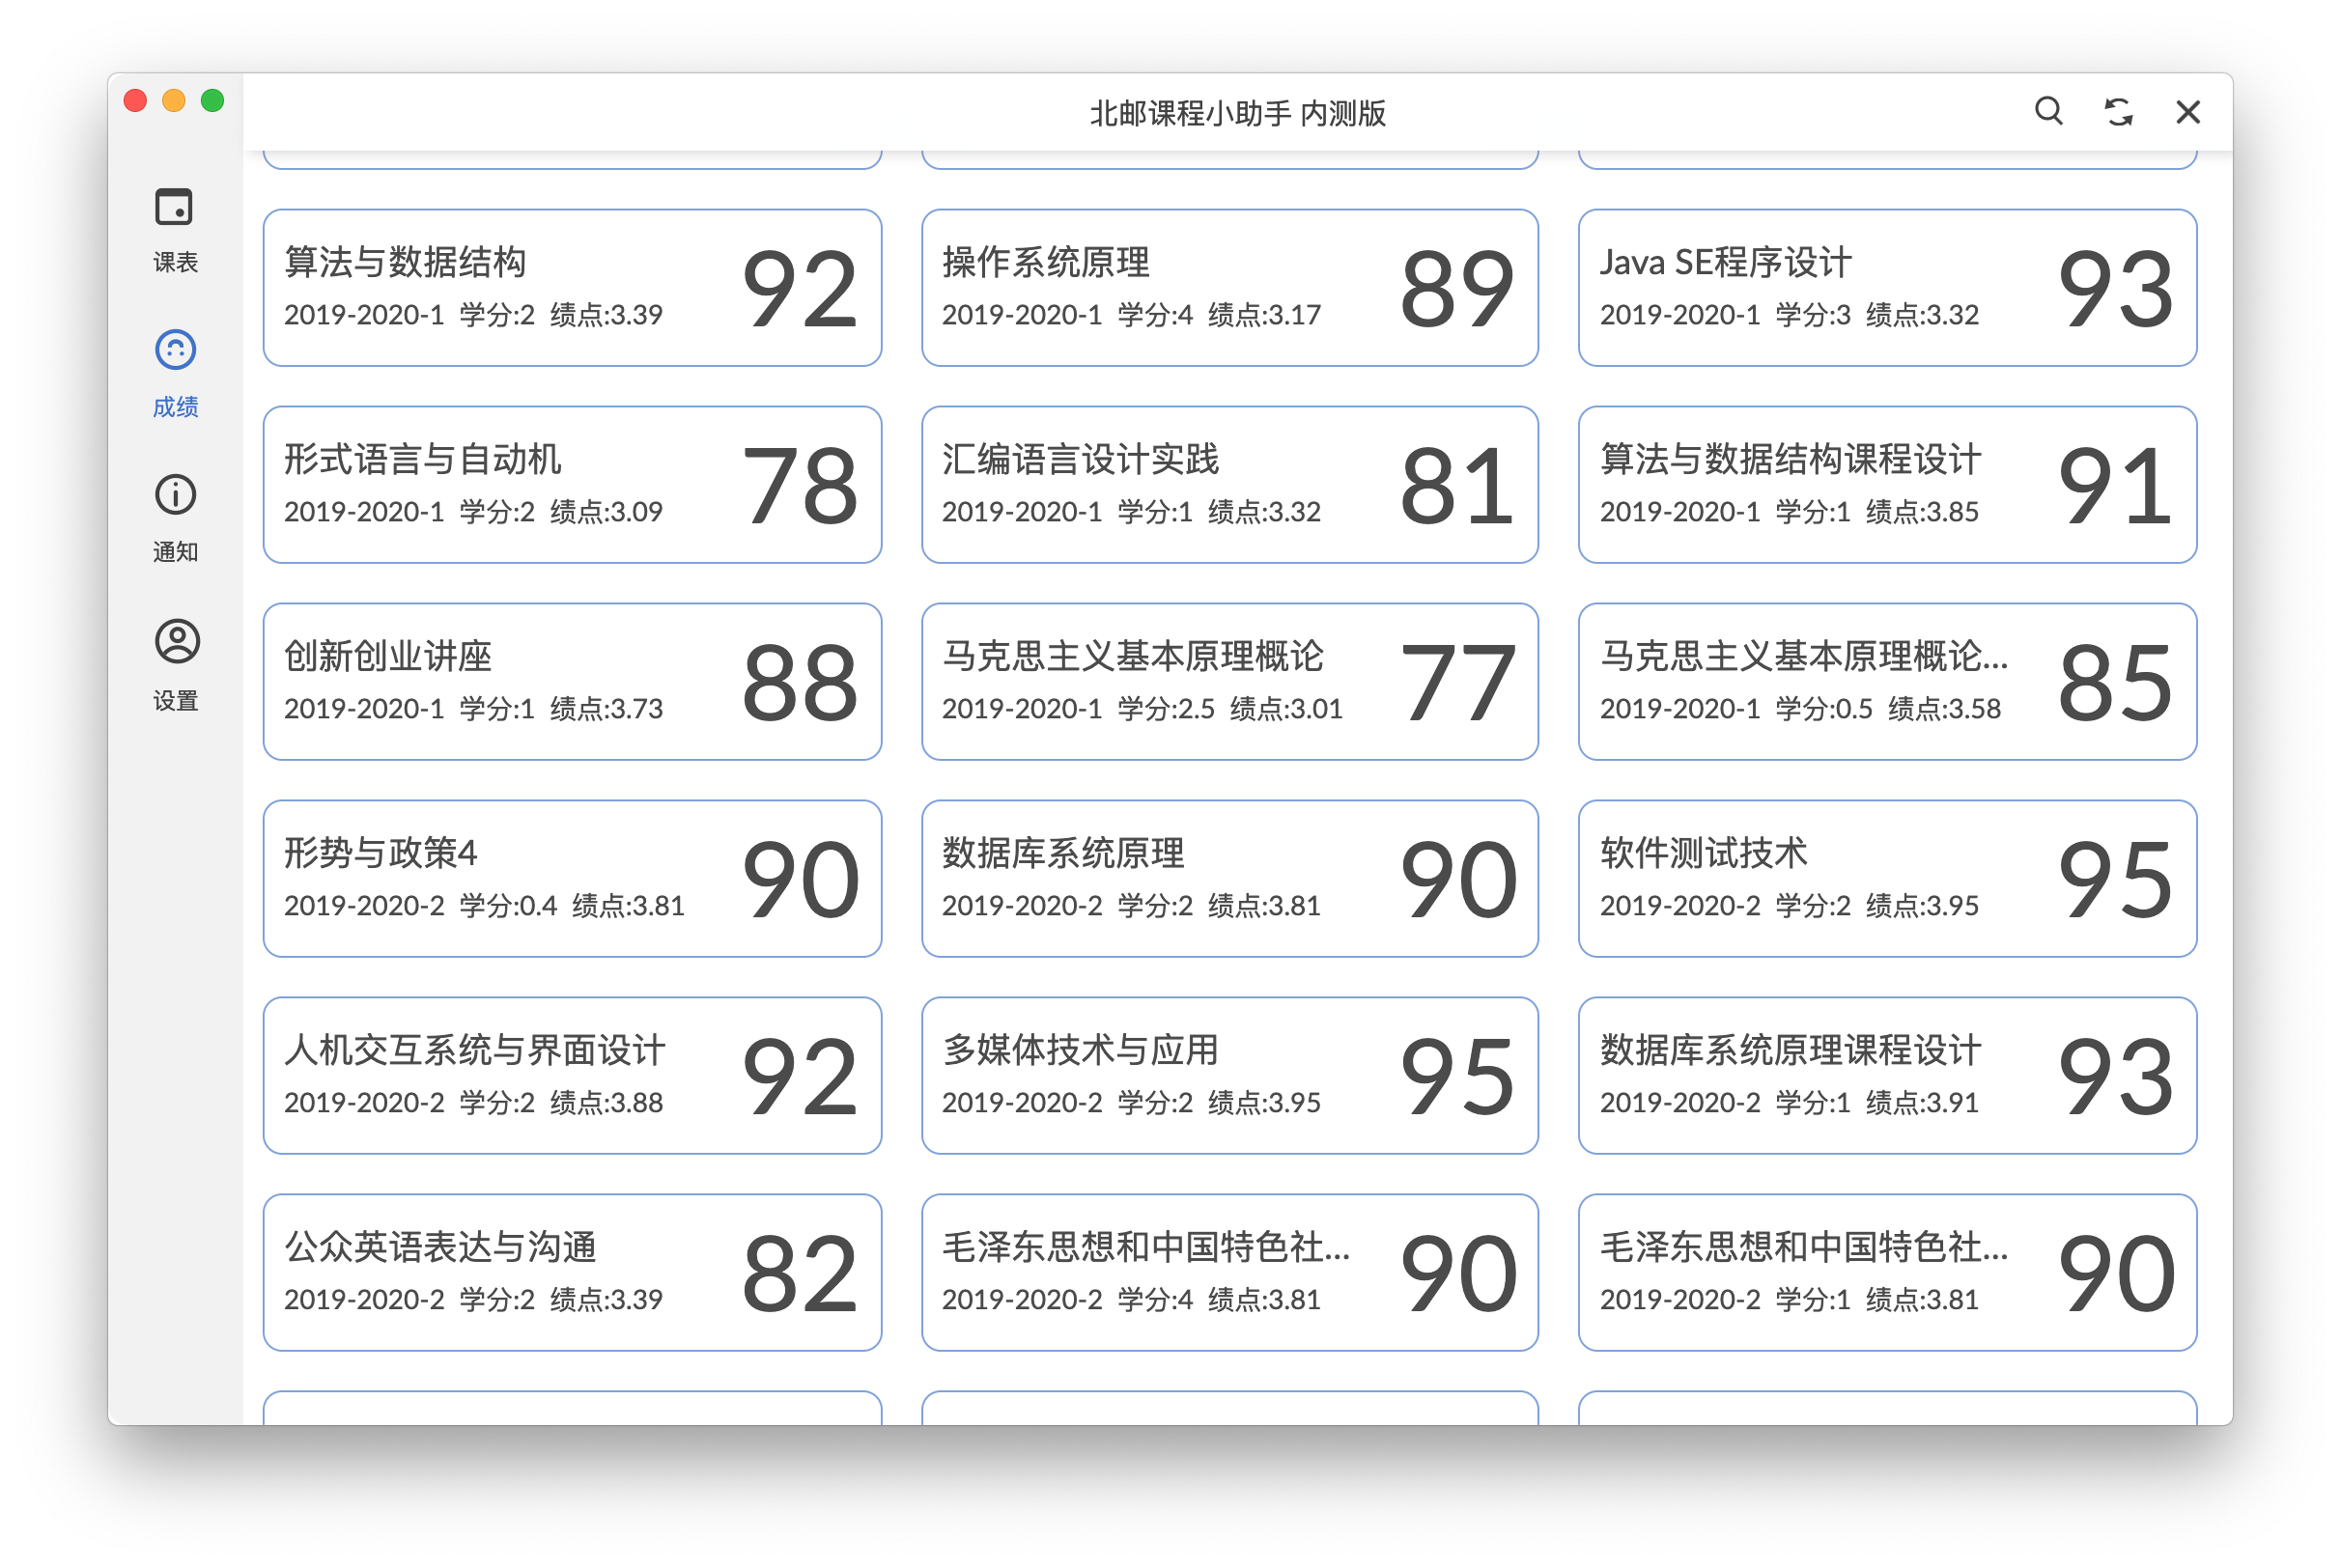 北邮课程小助手 内测版
课表
成绩
通知
设置
算法与数据结构
2019-2020-1 学分:2 绩点:3.39
92
操作系统原理
2019-2020-1 学分:4 绩点:3.17
89
Java SE程序设计
2019-2020-1 学分:3 绩点:3.32
93
形式语言与自动机
2019-2020-1 学分:2 绩点:3.09
78
汇编语言设计实践
2019-2020-1 学分:1 绩点:3.32
81
算法与数据结构课程设计
2019-2020-1 学分:1 绩点:3.85
91
创新创业讲座
2019-2020-1 学分:1 绩点:3.73
88
马克思主义基本原理概论
2019-2020-1 学分:2.5 绩点:3.01
77
马克思主义基本原理概论...
2019-2020-1 学分:0.5 绩点:3.58
85
形势与政策4
2019-2020-2 学分:0.4 绩点:3.81
90
数据库系统原理
2019-2020-2 学分:2 绩点:3.81
90
软件测试技术
2019-2020-2 学分:2 绩点:3.95
95
人机交互系统与界面设计
2019-2020-2 学分:2 绩点:3.88
92
多媒体技术与应用
2019-2020-2 学分:2 绩点:3.95
95
数据库系统原理课程设计
2019-2020-2 学分:1 绩点:3.91
93
公众英语表达与沟通
2019-2020-2 学分:2 绩点:3.39
82
毛泽东思想和中国特色社...
2019-2020-2 学分:4 绩点:3.81
90
毛泽东思想和中国特色社...
2019-2020-2 学分:1 绩点:3.81
90